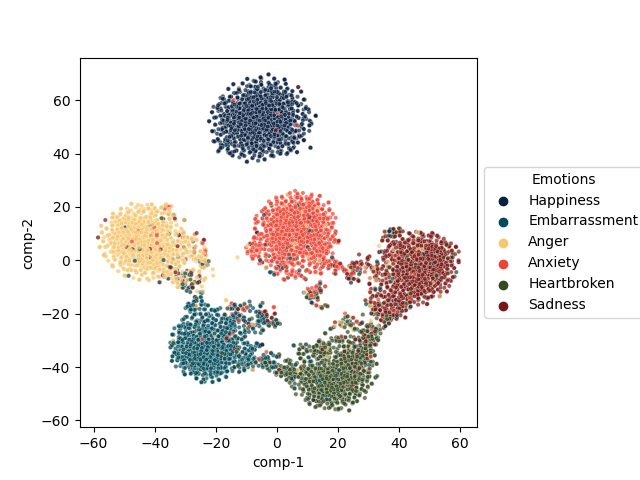 60
40
20
0
−20
−40
−60
comp-2
−60
−40
−20
0
20
40
60
comp-1
Emotions
Happiness
Embarrassment
Anger
Anxiety
Heartbroken
Sadness